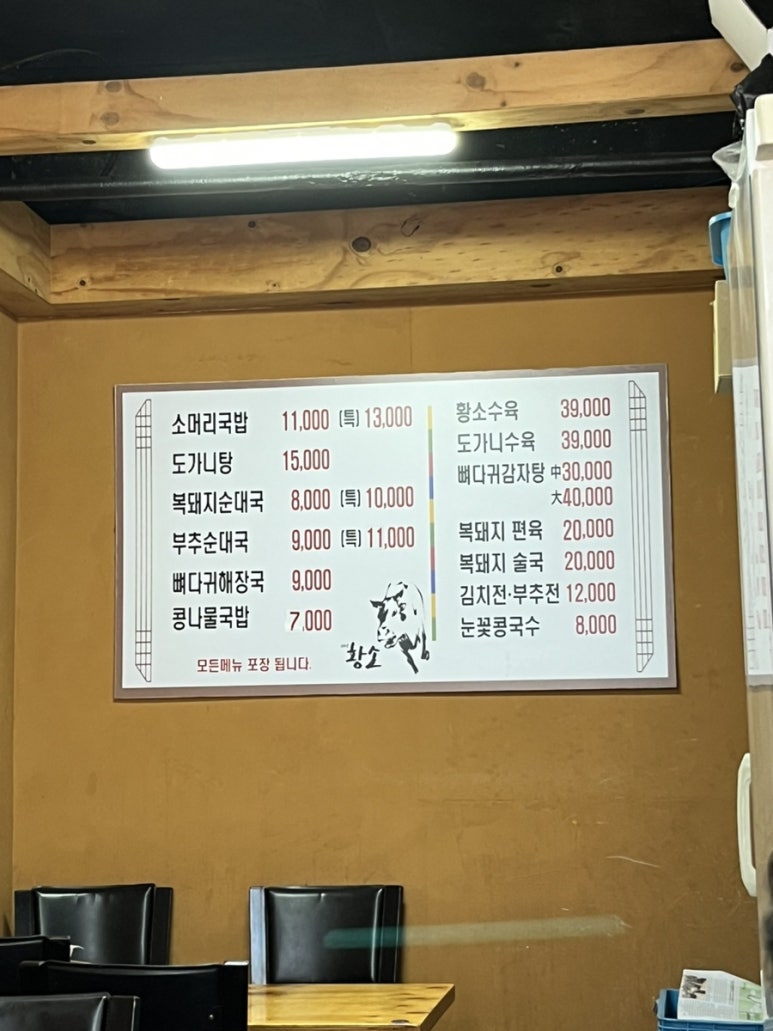 소머리국밥 11,000 (특) 13,000
도가니탕 15,000
복돼지순대국 8,000 (특) 10,000
부추순대국 9,000 (특) 11,000
뼈다귀해장국 9,000
콩나물국밥 7,000
모든메뉴 포장 됩니다.
황소
황소수육 39,000
도가니수육 39,000
뼈다귀감자탕 中30,000
大40,000
복돼지 편육 20,000
복돼지 술국 20,000
김치전·부추전 12,000
눈꽃콩국수 8,000